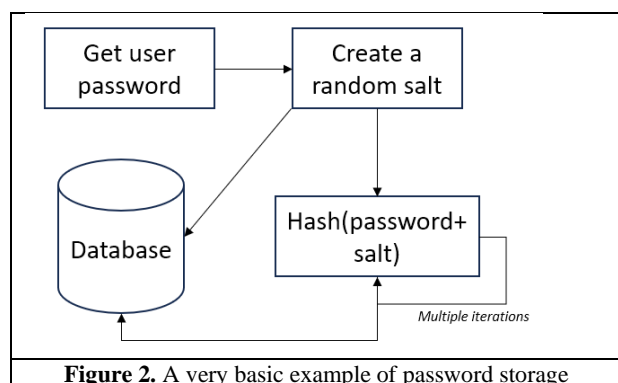 Get user
password
Create a
random salt
Database
Hash(password+
salt)
Multiple iterations
Figure 2. A very basic example of password storage